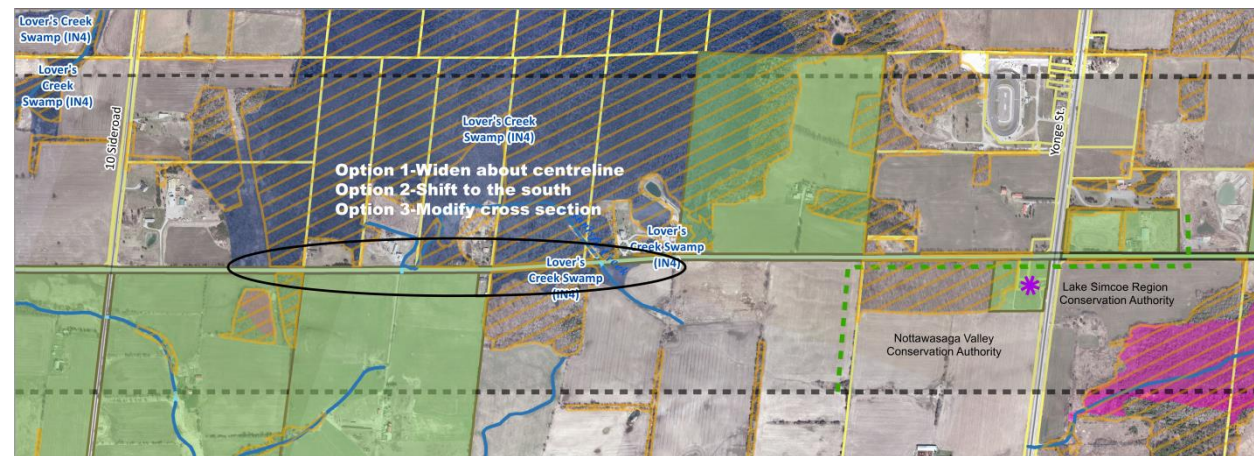 Lover's Creek
Swamp (IN4)
Lover's
Creek
Swamp (IN4)
10 Sideroad
Lover's Creek
Swamp (IN4)
Yonge St.
Option 1-Widen about centreline
Option 2-Shift to the south
Option 3-Modify cross section
Lover's
Creek Swamp
(IN4)
Lover's
Creek Swamp
(IN4)
Lake Simcoe Region
Conservation Authority
Nottawasaga Valley
Conservation Authority